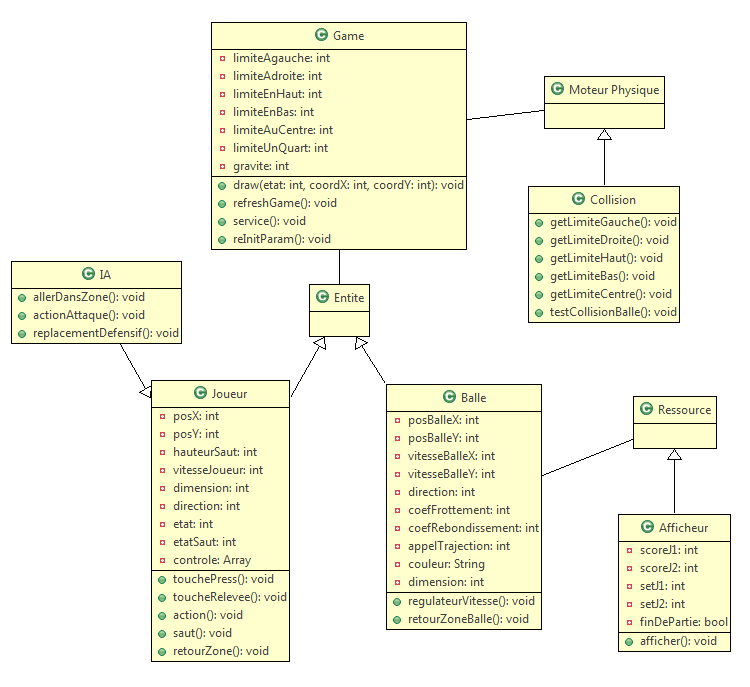 Game
limiteAgauche: int
limiteAdroite: int
limiteEnHaut: int
limiteEnBas: int
limiteAuCentre: int
limiteUnQuart: int
gravite: int
draw(etat: int, coordX: int, coordY: int): void
refreshGame(): void
service(): void
reInitParam(): void
Moteur Physique
Collision
getLimiteGauche(): void
getLimiteDroite(): void
getLimiteHaut(): void
getLimiteBas(): void
getLimiteCentre(): void
testCollisionBalle(): void
IA
allerDansZone(): void
actionAttaque(): void
replacementDefensif(): void
Entite
Joueur
posX: int
posY: int
hauteurSaut: int
vitesseJoueur: int
dimension: int
direction: int
etat: int
etatSaut: int
controle: Array
touchePress(): void
toucheRelevee(): void
action(): void
saut(): void
retourZone(): void
Balle
posBalleX: int
posBalleY: int
vitesseBalleX: int
vitesseBalleY: int
direction: int
coefFrottement: int
coefRebondissement: int
appelTrajection: int
couleur: String
dimension: int
regulateurVitesse(): void
retourZoneBalle(): void
Ressource
Afficheur
scoreJ1: int
scoreJ2: int
setJ1: int
setJ2: int
finDePartie: bool
afficher(): void